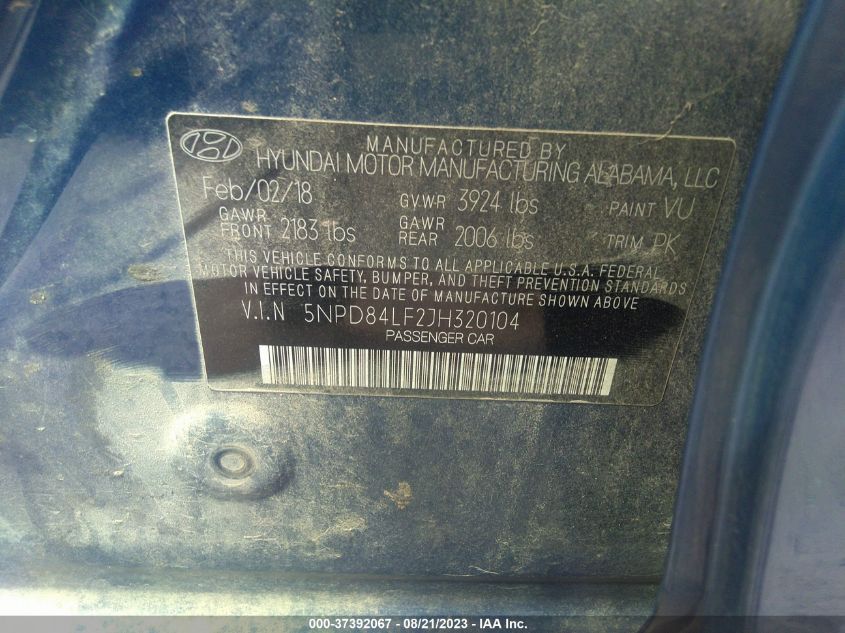 MANUFACTURED BY
HYUNDAI MOTOR MANUFACTURING ALABAMA, LLC
Feb/02/18 GVWR 3924 lbs PAINT VU
GAWR FRONT 2183 lbs GAWR REAR 2006 lbs TRIM PK
THIS VEHICLE CONFORMS TO ALL APPLICABLE U.S.A. FEDERAL
MOTOR VEHICLE SAFETY, BUMPER, AND THEFT PREVENTION STANDARDS
IN EFFECT ON THE DATE OF MANUFACTURE SHOWN ABOVE.
V.I.N 5NPD84LF2JH320104
PASSENGER CAR
000-37392067 - 08/21/2023 - IAA Inc.